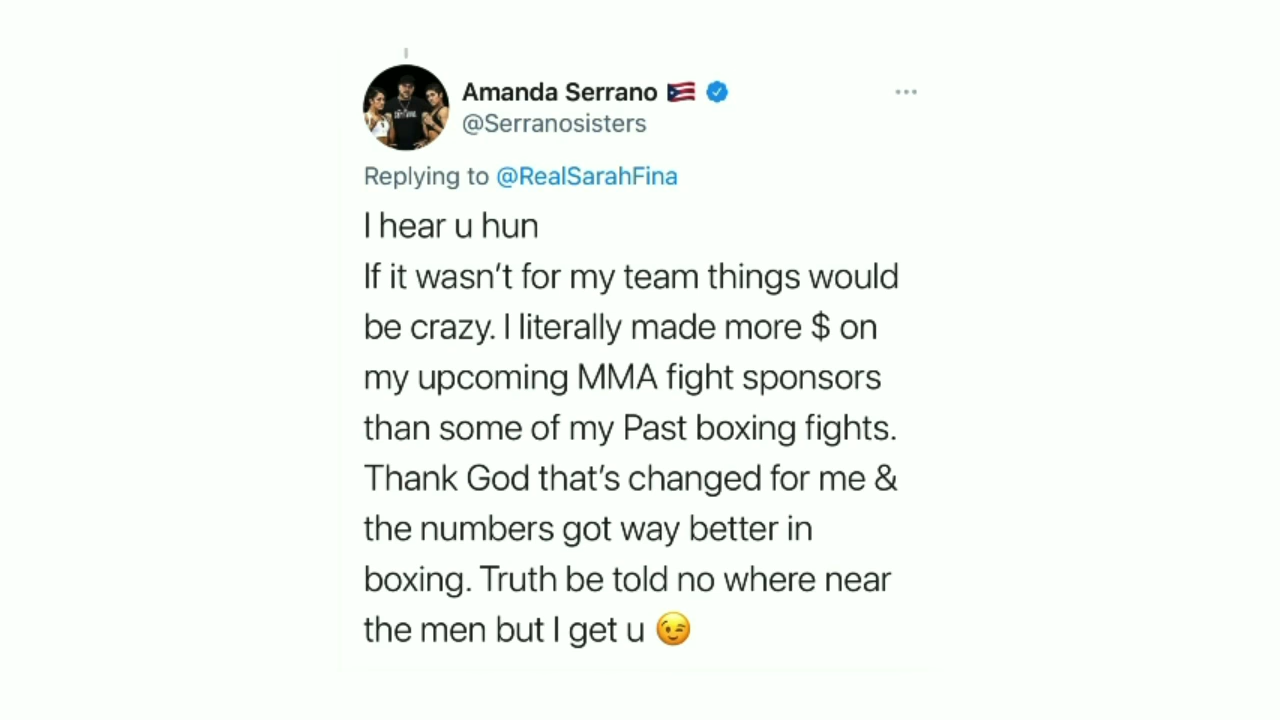 Amanda Serrano 🇵🇷
@Serranosisters
Replying to @RealSarahFina
I hear u hun
If it wasn’t for my team things would
be crazy. I literally made more $ on
my upcoming MMA fight sponsors
than some of my Past boxing fights.
Thank God that’s changed for me &
the numbers got way better in
boxing. Truth be told no where near
the men but I get u 😉